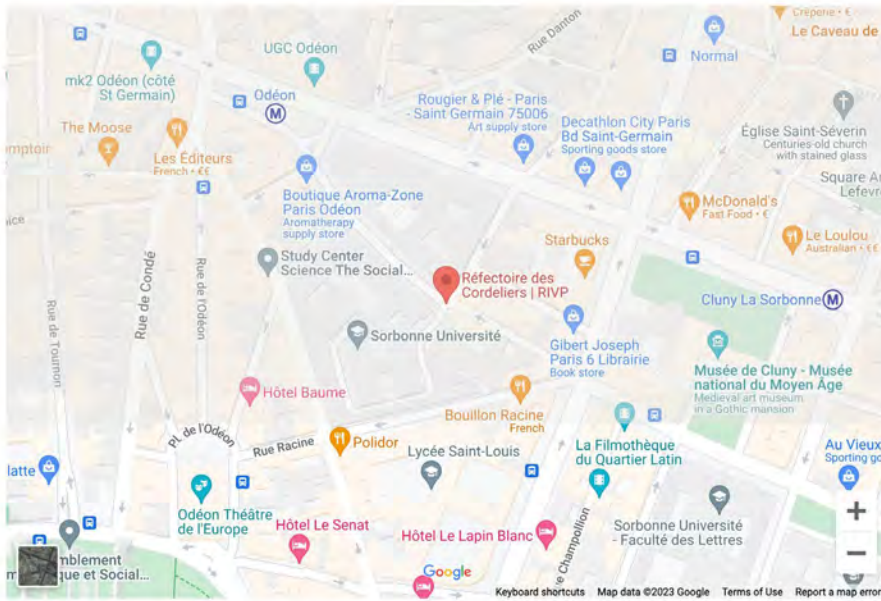 Crêperie • €
Le Caveau de
Rue Danton
UGC Odéon
Normal
mk2 Odéon (côté
St Germain)
Odéon
M
Rougier & Plé - Paris
- Saint Germain 75006
Art supply store
Decathlon City Paris
Bd Saint-Germain
Sporting goods store
Église Saint-Séverin
Centuries-old church
with stained glass
The Moose
omptoir
Les Éditeurs
French • €€
Square An
Lefevre
Boutique Aroma-Zone
Paris Odéon
Aromatherapy
supply store
McDonald's
Fast Food • €
nice
Le Loulou
Australian • €€
Starbucks
Study Center
Science The Social...
Réfectoire des
Cordeliers | RIVP
Rue de Condé
Rue de l'Odéon
Rue de Tournon
Cluny La Sorbonne
M
Sorbonne Université
Gibert Joseph
Paris 6 Librairie
Book store
Musée de Cluny - Musée
national du Moyen Âge
Medieval art museum
in a Gothic mansion
Hôtel Baume
Bouillon Racine
French
Pl. de l'Odéon
Rue Racine
Polidor
Lycée Saint-Louis
La Filmothèque
du Quartier Latin
Au Vieux
Sporting go
latte
Odéon Théâtre
de l'Europe
Hôtel Le Senat
Hôtel Le Lapin Blanc
e Champollion
Sorbonne Université
- Faculté des Lettres
+
−
mblement
que et Social...
Google
Keyboard shortcuts Map data ©2023 Google Terms of Use Report a map error